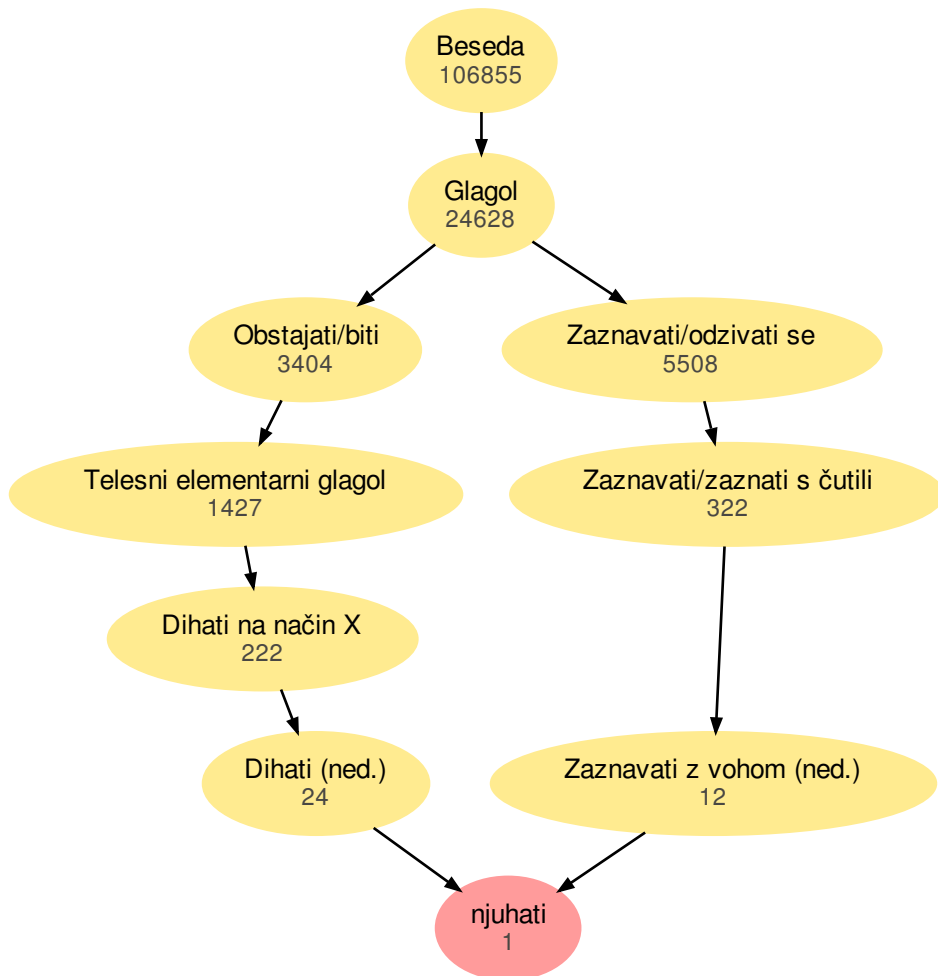 Beseda
106855
Glagol
24628
Obstajati/biti
3404
Zaznavati/odzivati se
5508
Telesni elementarni glagol
1427
Zaznavati/zaznati s čutili
322
Dihati na način X
222
Dihati (ned.)
24
Zaznavati z vohom (ned.)
12
njuhati
1